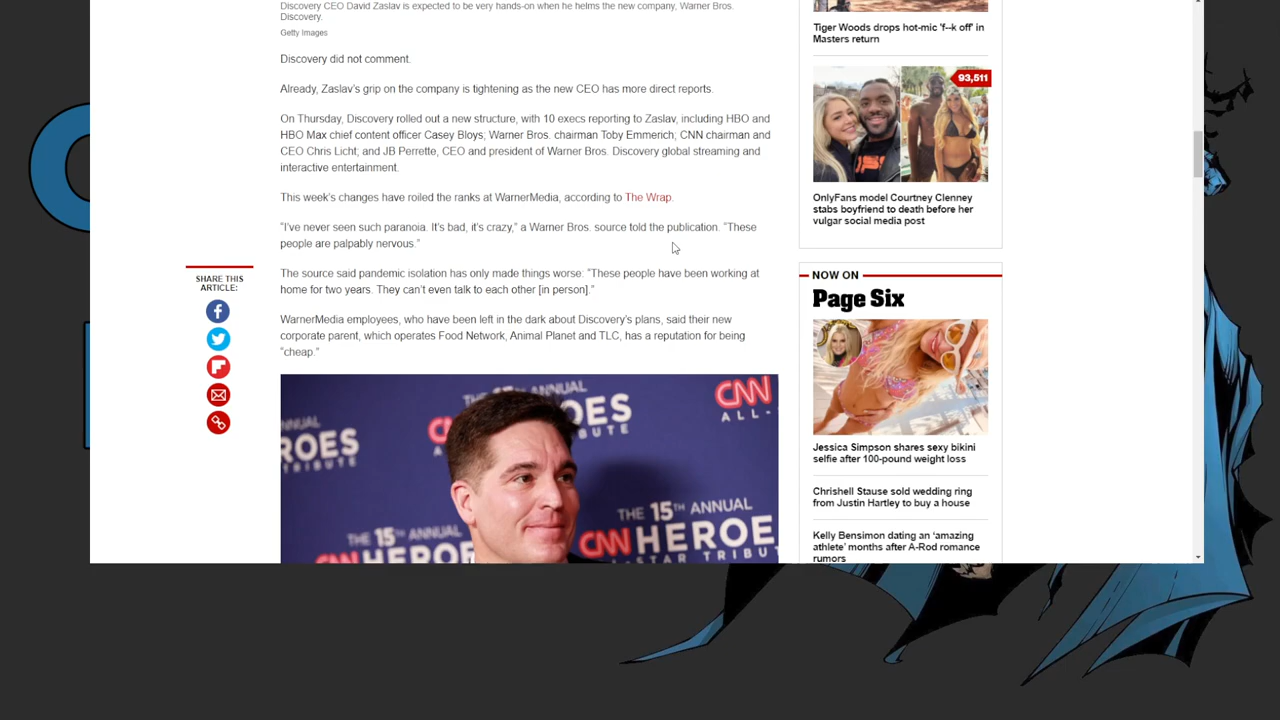 Discovery CEO David Zaslav is expected to be very hands-on when he helms the new company, Warner Bros.
Discovery.
Getty Images
Discovery did not comment.
Already, Zaslav's grip on the company is tightening as the new CEO has more direct reports.
On Thursday, Discovery rolled out a new structure, with 10 execs reporting to Zaslav, including HBO and
HBO Max chief content officer Casey Bloys; Warner Bros. chairman Toby Emmerich; CNN chairman and
CEO Chris Licht; and JB Perrette, CEO and president of Warner Bros. Discovery global streaming and
interactive entertainment.
This week's changes have roiled the ranks at WarnerMedia, according to The Wrap.
“I've never seen such paranoia. It's bad, it's crazy,” a Warner Bros. source told the publication. “These
people are palpably nervous.”
The source said pandemic isolation has only made things worse: “These people have been working at
home for two years. They can't even talk to each other [in person].”
WarnerMedia employees, who have been left in the dark about Discovery's plans, said their new
corporate parent, which operates Food Network, Animal Planet and TLC, has a reputation for being
“cheap.”
SHARE THIS
ARTICLE:
15TH ANNUAL
CNN
HEROES
ALL-
TRIBUTE
THE 15TH ANNUAL
CNN HEROES
ALL-STAR TRIBU
Tiger Woods drops hot-mic 'f--k off' in
Masters return
93,511
OnlyFans model Courtney Clenney
stabs boyfriend to death before her
vulgar social media post
NOW ON
Page Six
Jessica Simpson shares sexy bikini
selfie after 100-pound weight loss
Chrishell Stause sold wedding ring
from Justin Hartley to buy a house
Kelly Bensimon dating an ‘amazing
athlete’ months after A-Rod romance
rumors